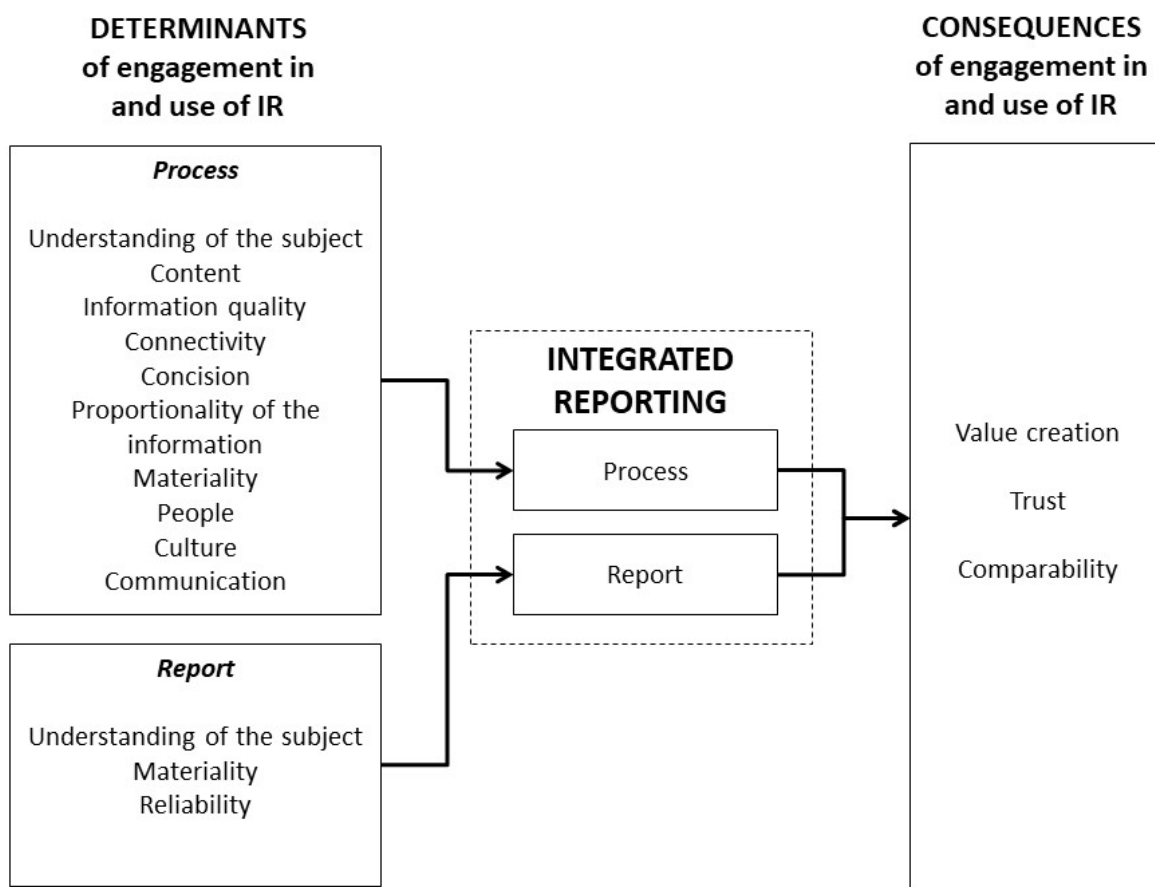 DETERMINANTS
of engagement in
and use of IR
Process
Understanding of the subject
Content
Information quality
Connectivity
Concision
Proportionality of the
information
Materiality
People
Culture
Communication
Report
Understanding of the subject
Materiality
Reliability
INTEGRATED
REPORTING
Process
Report
CONSEQUENCES
of engagement in
and use of IR
Value creation
Trust
Comparability